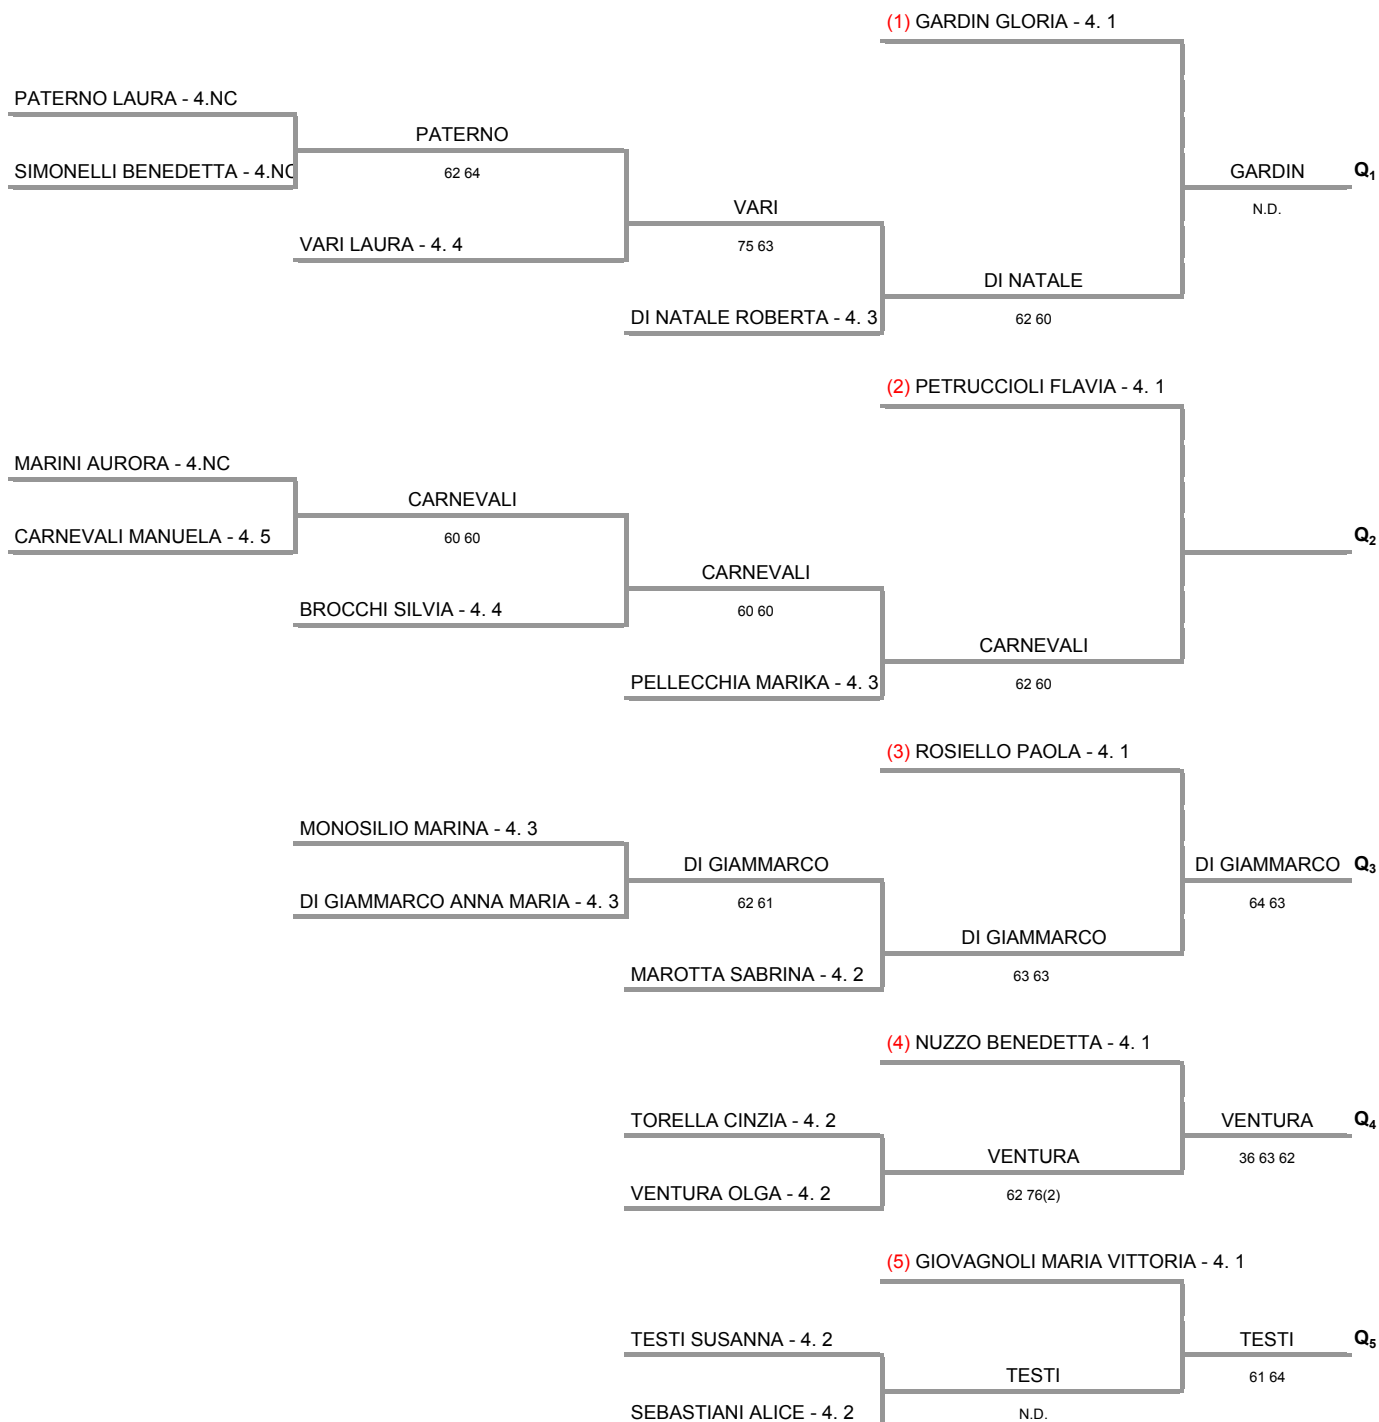 (1) GARDIN GLORIA - 4. 1
PATERNO LAURA - 4.NC
PATERNO
SIMONELLI BENEDETTA - 4.NC
62 64
GARDIN
Q1
N.D.
VARI
VARI LAURA - 4. 4
75 63
DI NATALE
DI NATALE ROBERTA - 4. 3
62 60
(2) PETRUCCIOLI FLAVIA - 4. 1
MARINI AURORA - 4.NC
CARNEVALI
CARNEVALI MANUELA - 4. 5
60 60
Q2
CARNEVALI
BROCCHI SILVIA - 4. 4
60 60
CARNEVALI
PELLECCHIA MARIKA - 4. 3
62 60
(3) ROSIELLO PAOLA - 4. 1
MONOSILIO MARINA - 4. 3
DI GIAMMARCO
DI GIAMMARCO
Q3
DI GIAMMARCO ANNA MARIA - 4. 3
62 61
64 63
DI GIAMMARCO
MAROTTA SABRINA - 4. 2
63 63
(4) NUZZO BENEDETTA - 4. 1
TORELLA CINZIA - 4. 2
VENTURA
Q4
VENTURA
36 63 62
VENTURA OLGA - 4. 2
62 76(2)
(5) GIOVAGNOLI MARIA VITTORIA - 4. 1
TESTI SUSANNA - 4. 2
TESTI
Q5
TESTI
61 64
SEBASTIANI ALICE - 4. 2
N.D.